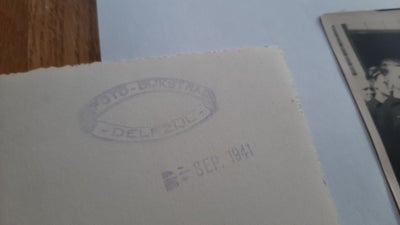 FOTO-DIJKSTRA
- DELFZIJL -
SEP. 1941